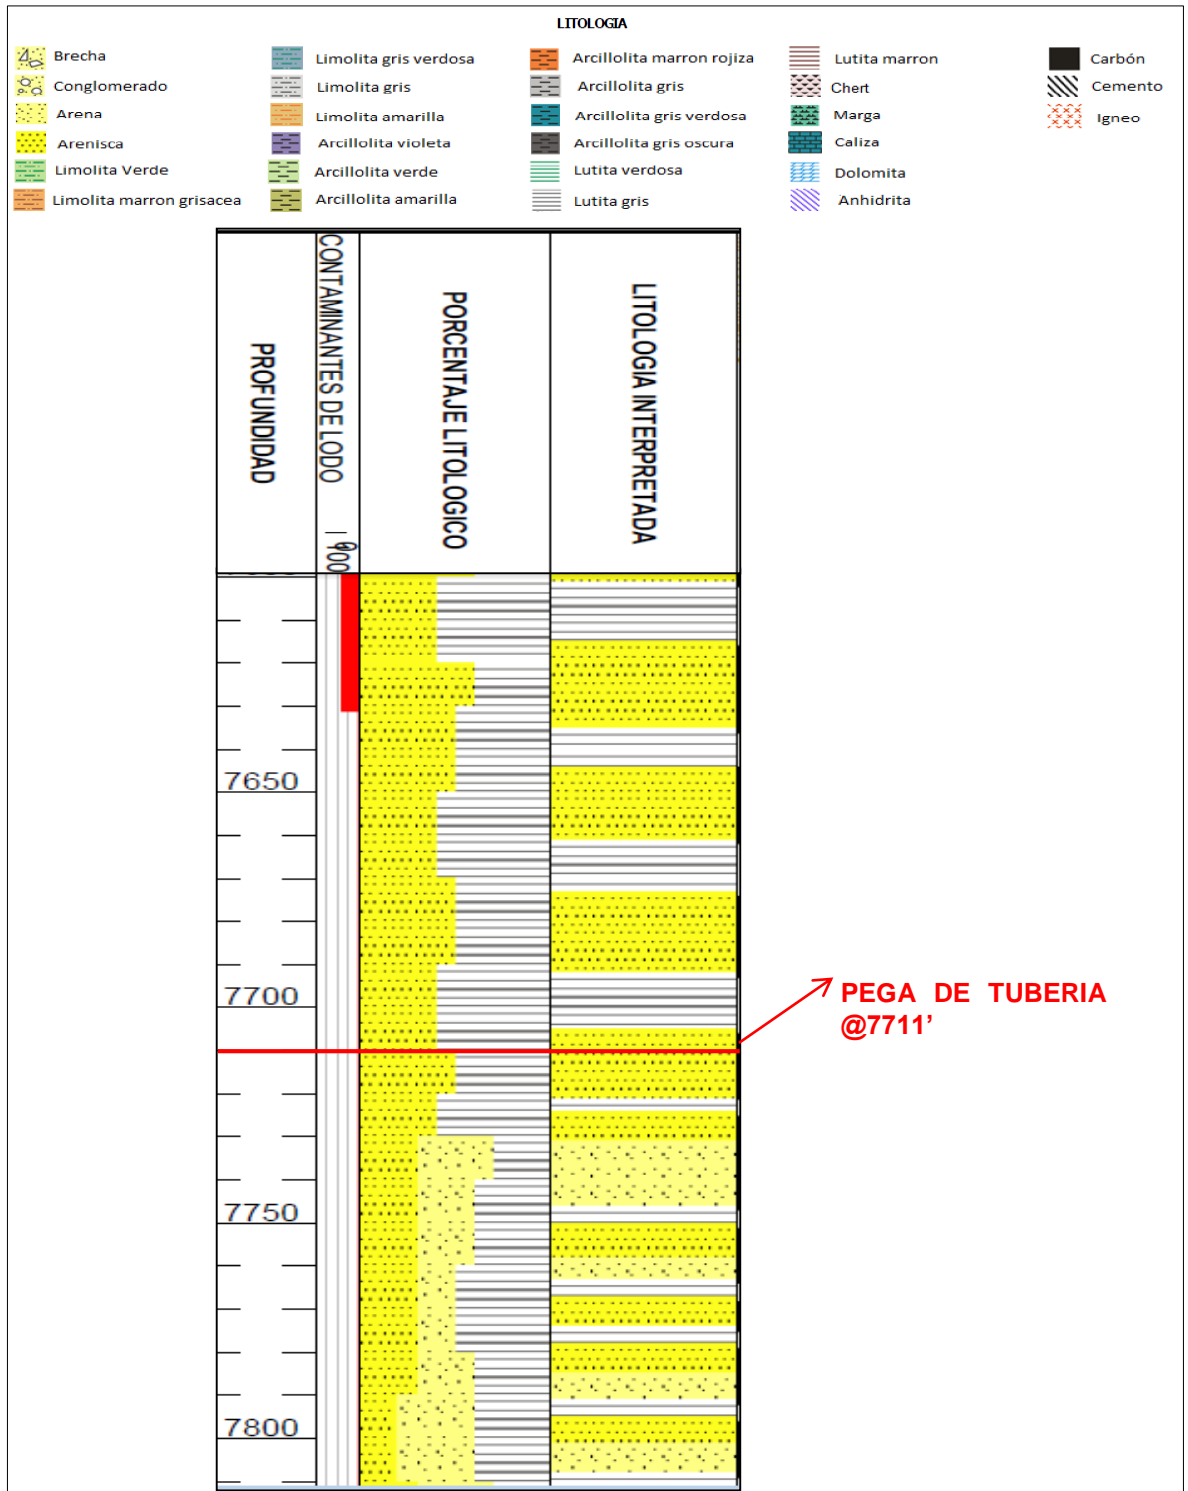 LITOLOGIA
Brecha
Conglomerado
Arena
Arenisca
Limolita Verde
Limolita marron grisacea
Limolita gris verdosa
Limolita gris
Limolita amarilla
Arcillolita violeta
Arcillolita verde
Arcillolita amarilla
Arcillolita marron rojiza
Arcillolita gris
Arcillolita gris verdosa
Arcillolita gris oscura
Lutita verdosa
Lutita gris
Lutita marron
Chert
Marga
Caliza
Dolomita
Anhidrita
Carbón
Cemento
Igneo
PROFUNDIDAD
CONTAMINANTES DE LODO
PORCENTAJE LITOLOGICO
LITOLOGIA INTERPRETADA
7650
7700
7750
7800
PEGA DE TUBERIA
@7711’